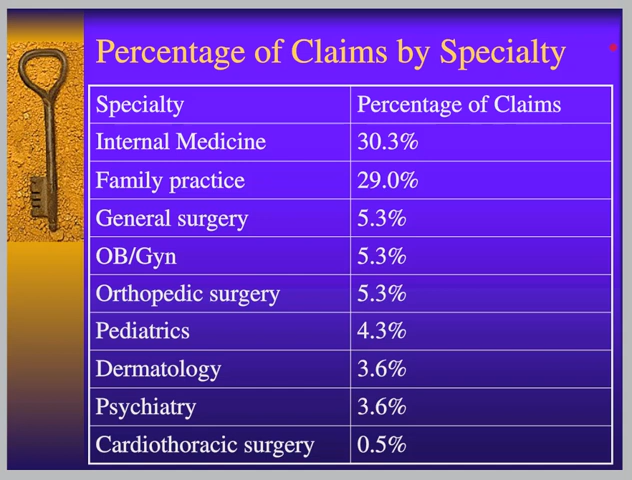 Percentage of Claims by Specialty
Specialty Percentage of Claims
Internal Medicine 30.3%
Family practice 29.0%
General surgery 5.3%
OB/Gyn 5.3%
Orthopedic surgery 5.3%
Pediatrics 4.3%
Dermatology 3.6%
Psychiatry 3.6%
Cardiothoracic surgery 0.5%